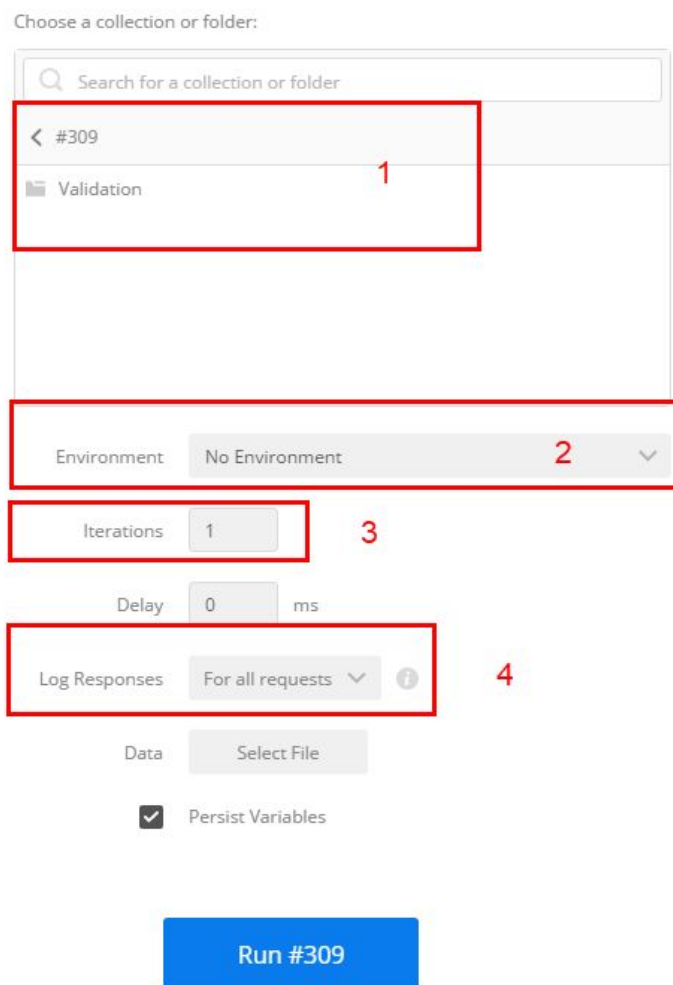 Choose a collection or folder:
Search for a collection or folder
#309
1
Validation
Environment No Environment 2
Iterations 1 3
Delay 0 ms
Log Responses For all requests 4
Data Select File
Persist Variables
Run #309